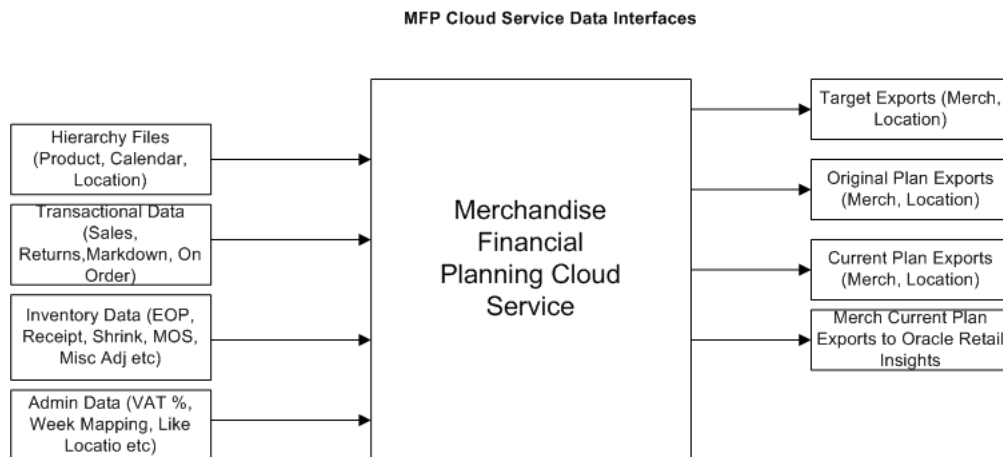 MFP Cloud Service Data Interfaces
Hierarchy Files
(Product, Calendar,
Location)
Transactional Data
(Sales,
Returns,Markdown, On
Order)
Inventory Data (EOP,
Receipt, Shrink, MOS,
Misc Adj etc)
Admin Data (VAT %,
Week Mapping, Like
Locatio etc)
Merchandise
Financial
Planning Cloud
Service
Target Exports (Merch,
Location)
Original Plan Exports
(Merch, Location)
Current Plan Exports
(Merch, Location)
Merch Current Plan
Exports to Oracle Retail
Insights